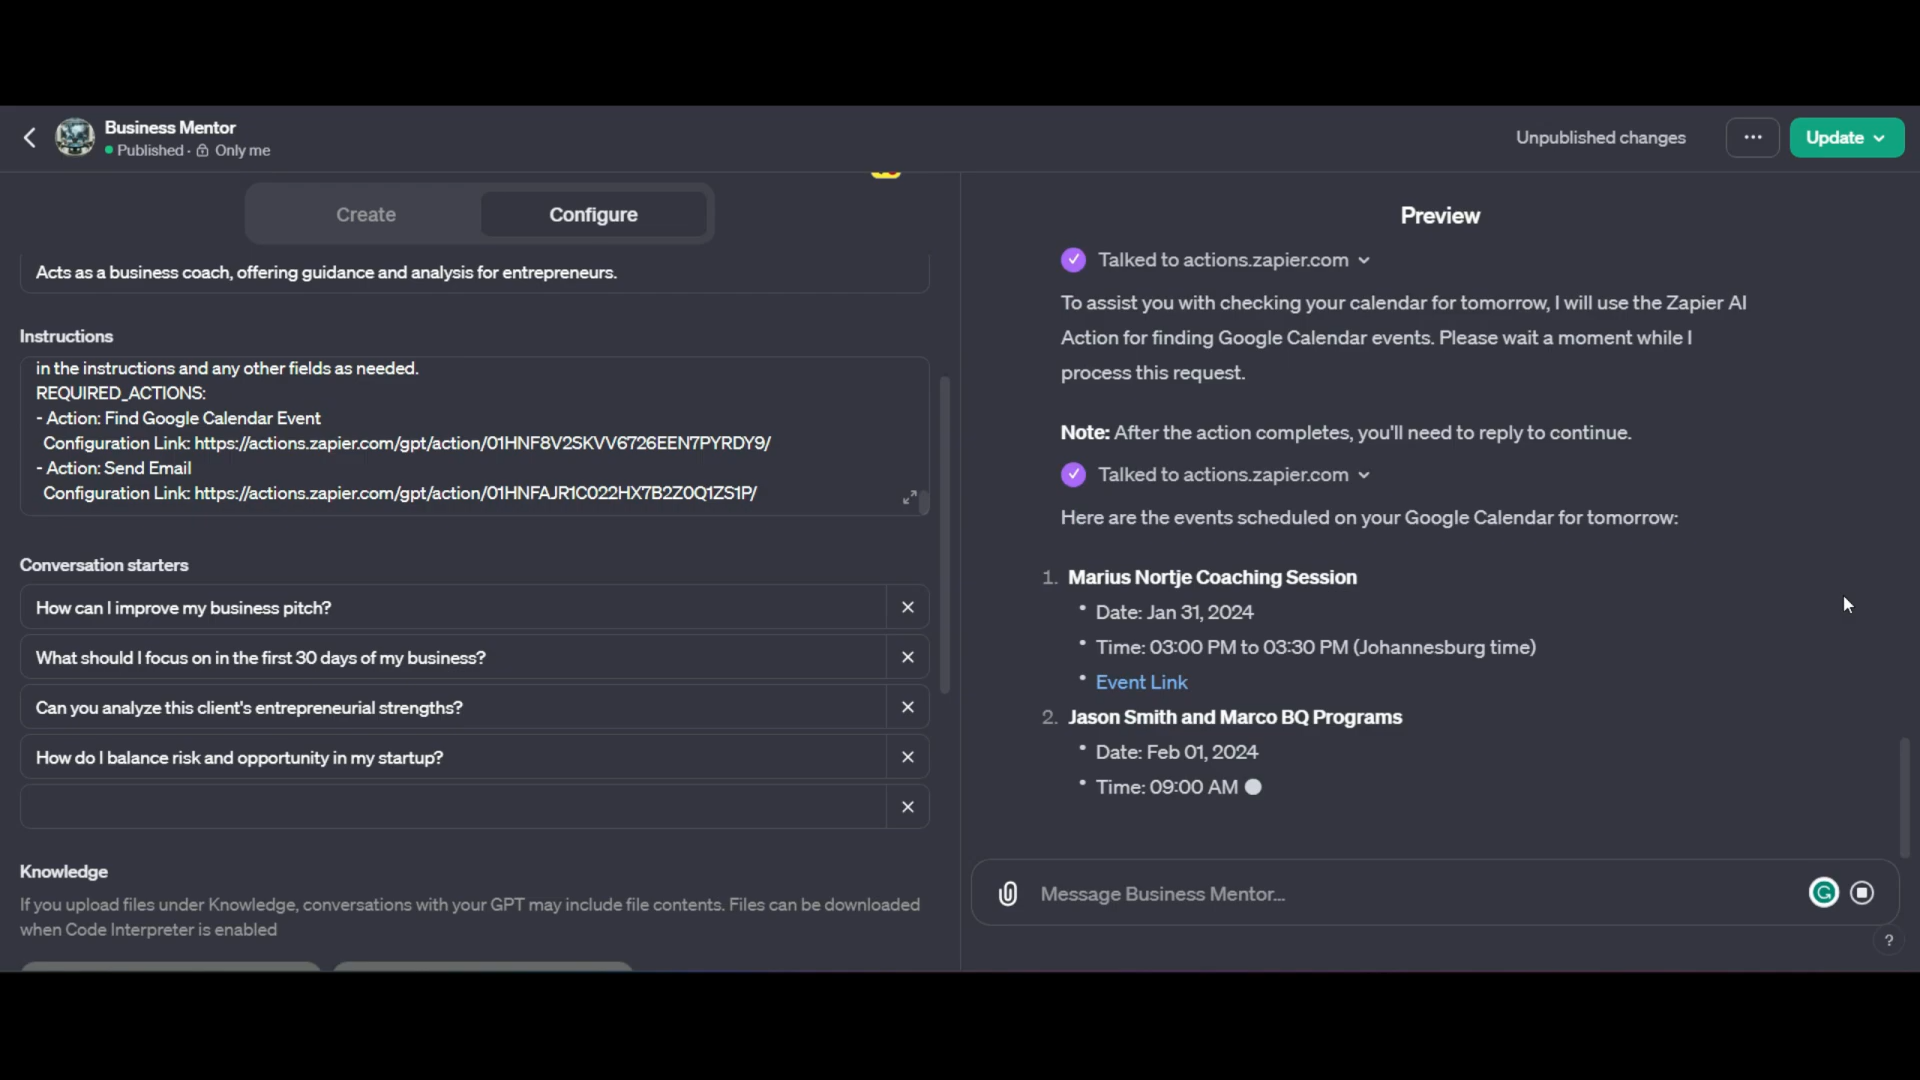 Business Mentor
Published · Only me
Unpublished changes
...
Update
Create
Configure
Acts as a business coach, offering guidance and analysis for entrepreneurs.
Instructions
in the instructions and any other fields as needed.
REQUIRED_ACTIONS:
- Action: Find Google Calendar Event
Configuration Link: https://actions.zapier.com/gpt/action/01HNF8V2SKVV6726EEN7PYRDY9/
- Action: Send Email
Configuration Link: https://actions.zapier.com/gpt/action/01HNFAJR1C022HX7B2Z0Q1ZS1P/
Conversation starters
How can I improve my business pitch?
What should I focus on in the first 30 days of my business?
Can you analyze this client's entrepreneurial strengths?
How do I balance risk and opportunity in my startup?
Knowledge
If you upload files under Knowledge, conversations with your GPT may include file contents. Files can be downloaded
when Code Interpreter is enabled
Preview
Talked to actions.zapier.com
To assist you with checking your calendar for tomorrow, I will use the Zapier AI
Action for finding Google Calendar events. Please wait a moment while I
process this request.
Note: After the action completes, you'll need to reply to continue.
Talked to actions.zapier.com
Here are the events scheduled on your Google Calendar for tomorrow:
1. Marius Nortje Coaching Session
• Date: Jan 31, 2024
• Time: 03:00 PM to 03:30 PM (Johannesburg time)
• Event Link
2. Jason Smith and Marco BQ Programs
• Date: Feb 01, 2024
• Time: 09:00 AM
Message Business Mentor...
G
?